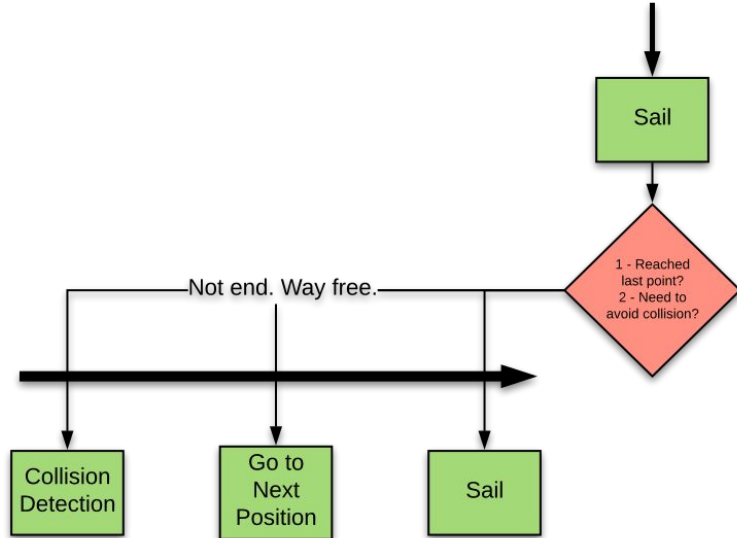 Sail
1 - Reached
last point?
2 - Need to
avoid collision?
Not end. Way free.
Collision
Detection
Go to
Next
Position
Sail